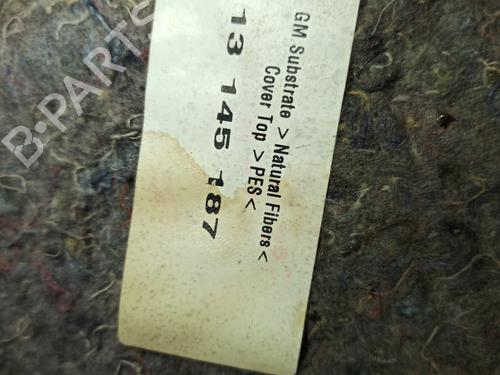 GM Substrate > Natural Fibers <
Cover Top > PES <
13 145 187
B-PARTS